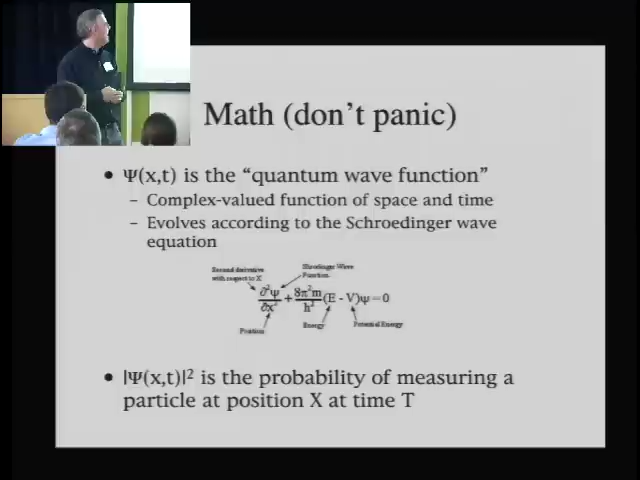 Math (don't panic)
• Ψ(x,t) is the "quantum wave function"
– Complex-valued function of space and time
– Evolves according to the Schroedinger wave
equation
Second derivative
with respect to X
Shrodinger Wave
Function
∂²Ψ/∂x² + 8π²m/h² (E - V)Ψ = 0
Position
Energy
Potential Energy
• |Ψ(x,t)|² is the probability of measuring a
particle at position X at time T